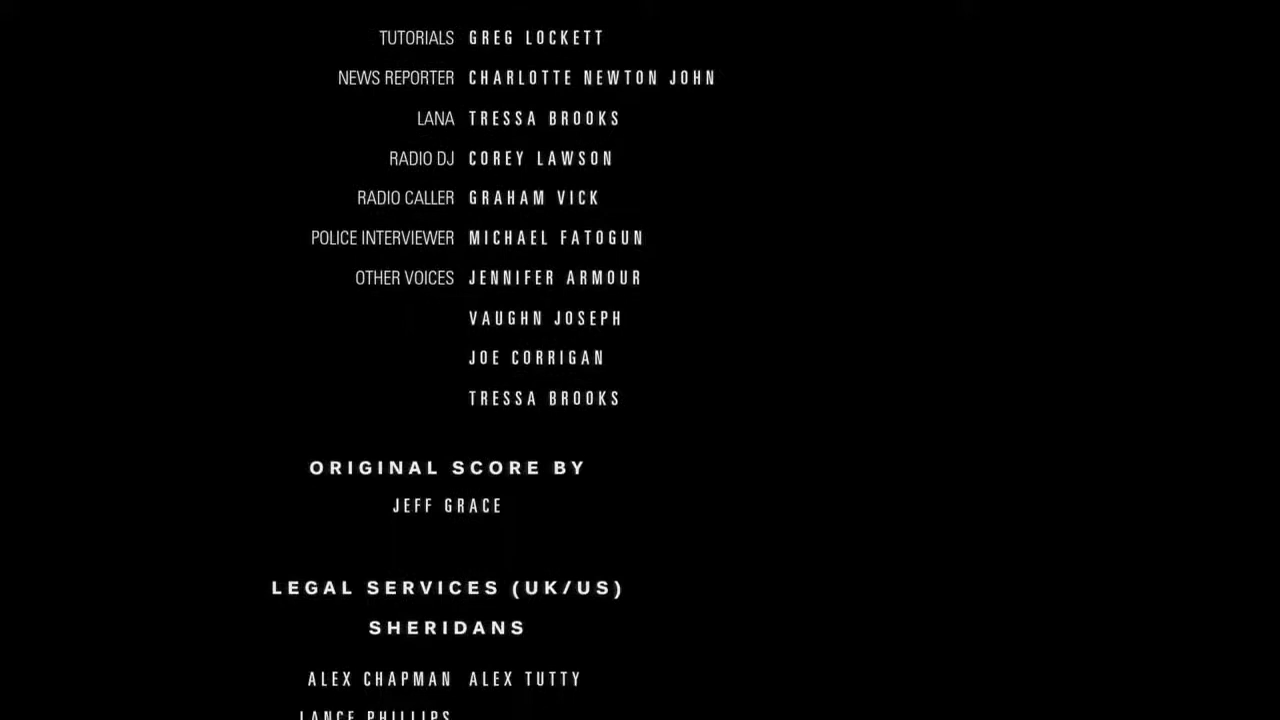 TUTORIALS GREG LOCKETT
NEWS REPORTER CHARLOTTE NEWTON JOHN
LANA TRESSA BROOKS
RADIO DJ COREY LAWSON
RADIO CALLER GRAHAM VICK
POLICE INTERVIEWER MICHAEL FATOGUN
OTHER VOICES JENNIFER ARMOUR
VAUGHN JOSEPH
JOE CORRIGAN
TRESSA BROOKS
ORIGINAL SCORE BY
JEFF GRACE
LEGAL SERVICES (UK/US)
SHERIDANS
ALEX CHAPMAN ALEX TUTTY
LANCE PHILLIPS